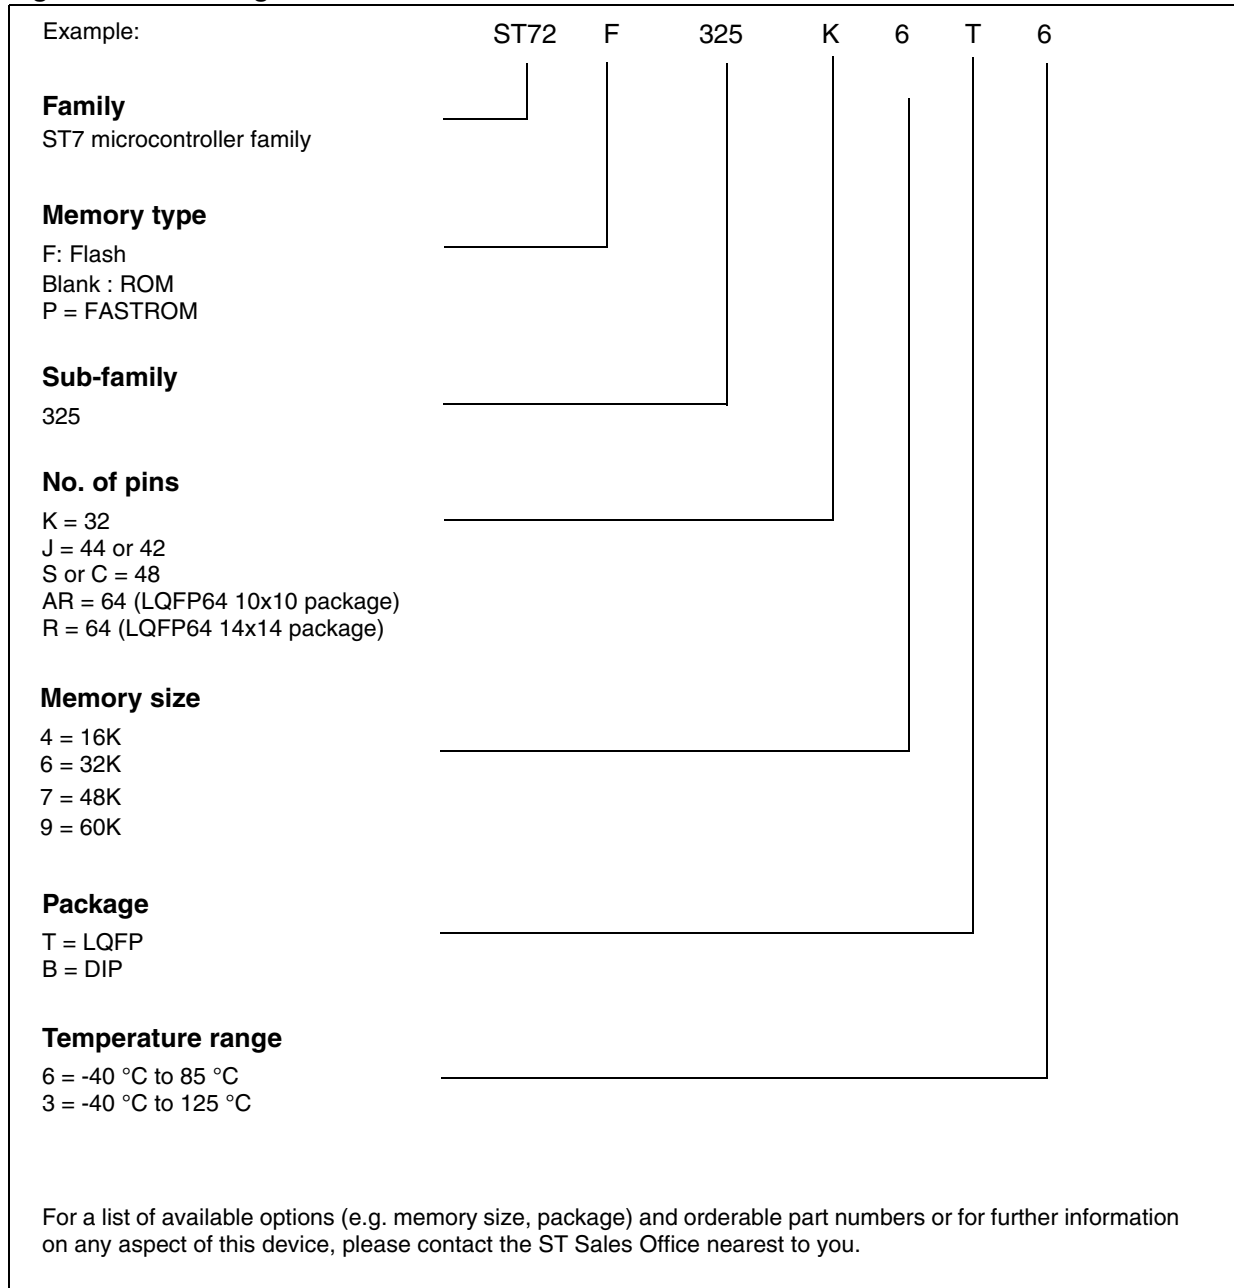 Example: ST72 F 325 K 6 T 6
Family
ST7 microcontroller family
Memory type
F: Flash
Blank : ROM
P = FASTROM
Sub-family
325
No. of pins
K = 32
J = 44 or 42
S or C = 48
AR = 64 (LQFP64 10x10 package)
R = 64 (LQFP64 14x14 package)
Memory size
4 = 16K
6 = 32K
7 = 48K
9 = 60K
Package
T = LQFP
B = DIP
Temperature range
6 = -40 °C to 85 °C
3 = -40 °C to 125 °C
For a list of available options (e.g. memory size, package) and orderable part numbers or for further information
on any aspect of this device, please contact the ST Sales Office nearest to you.